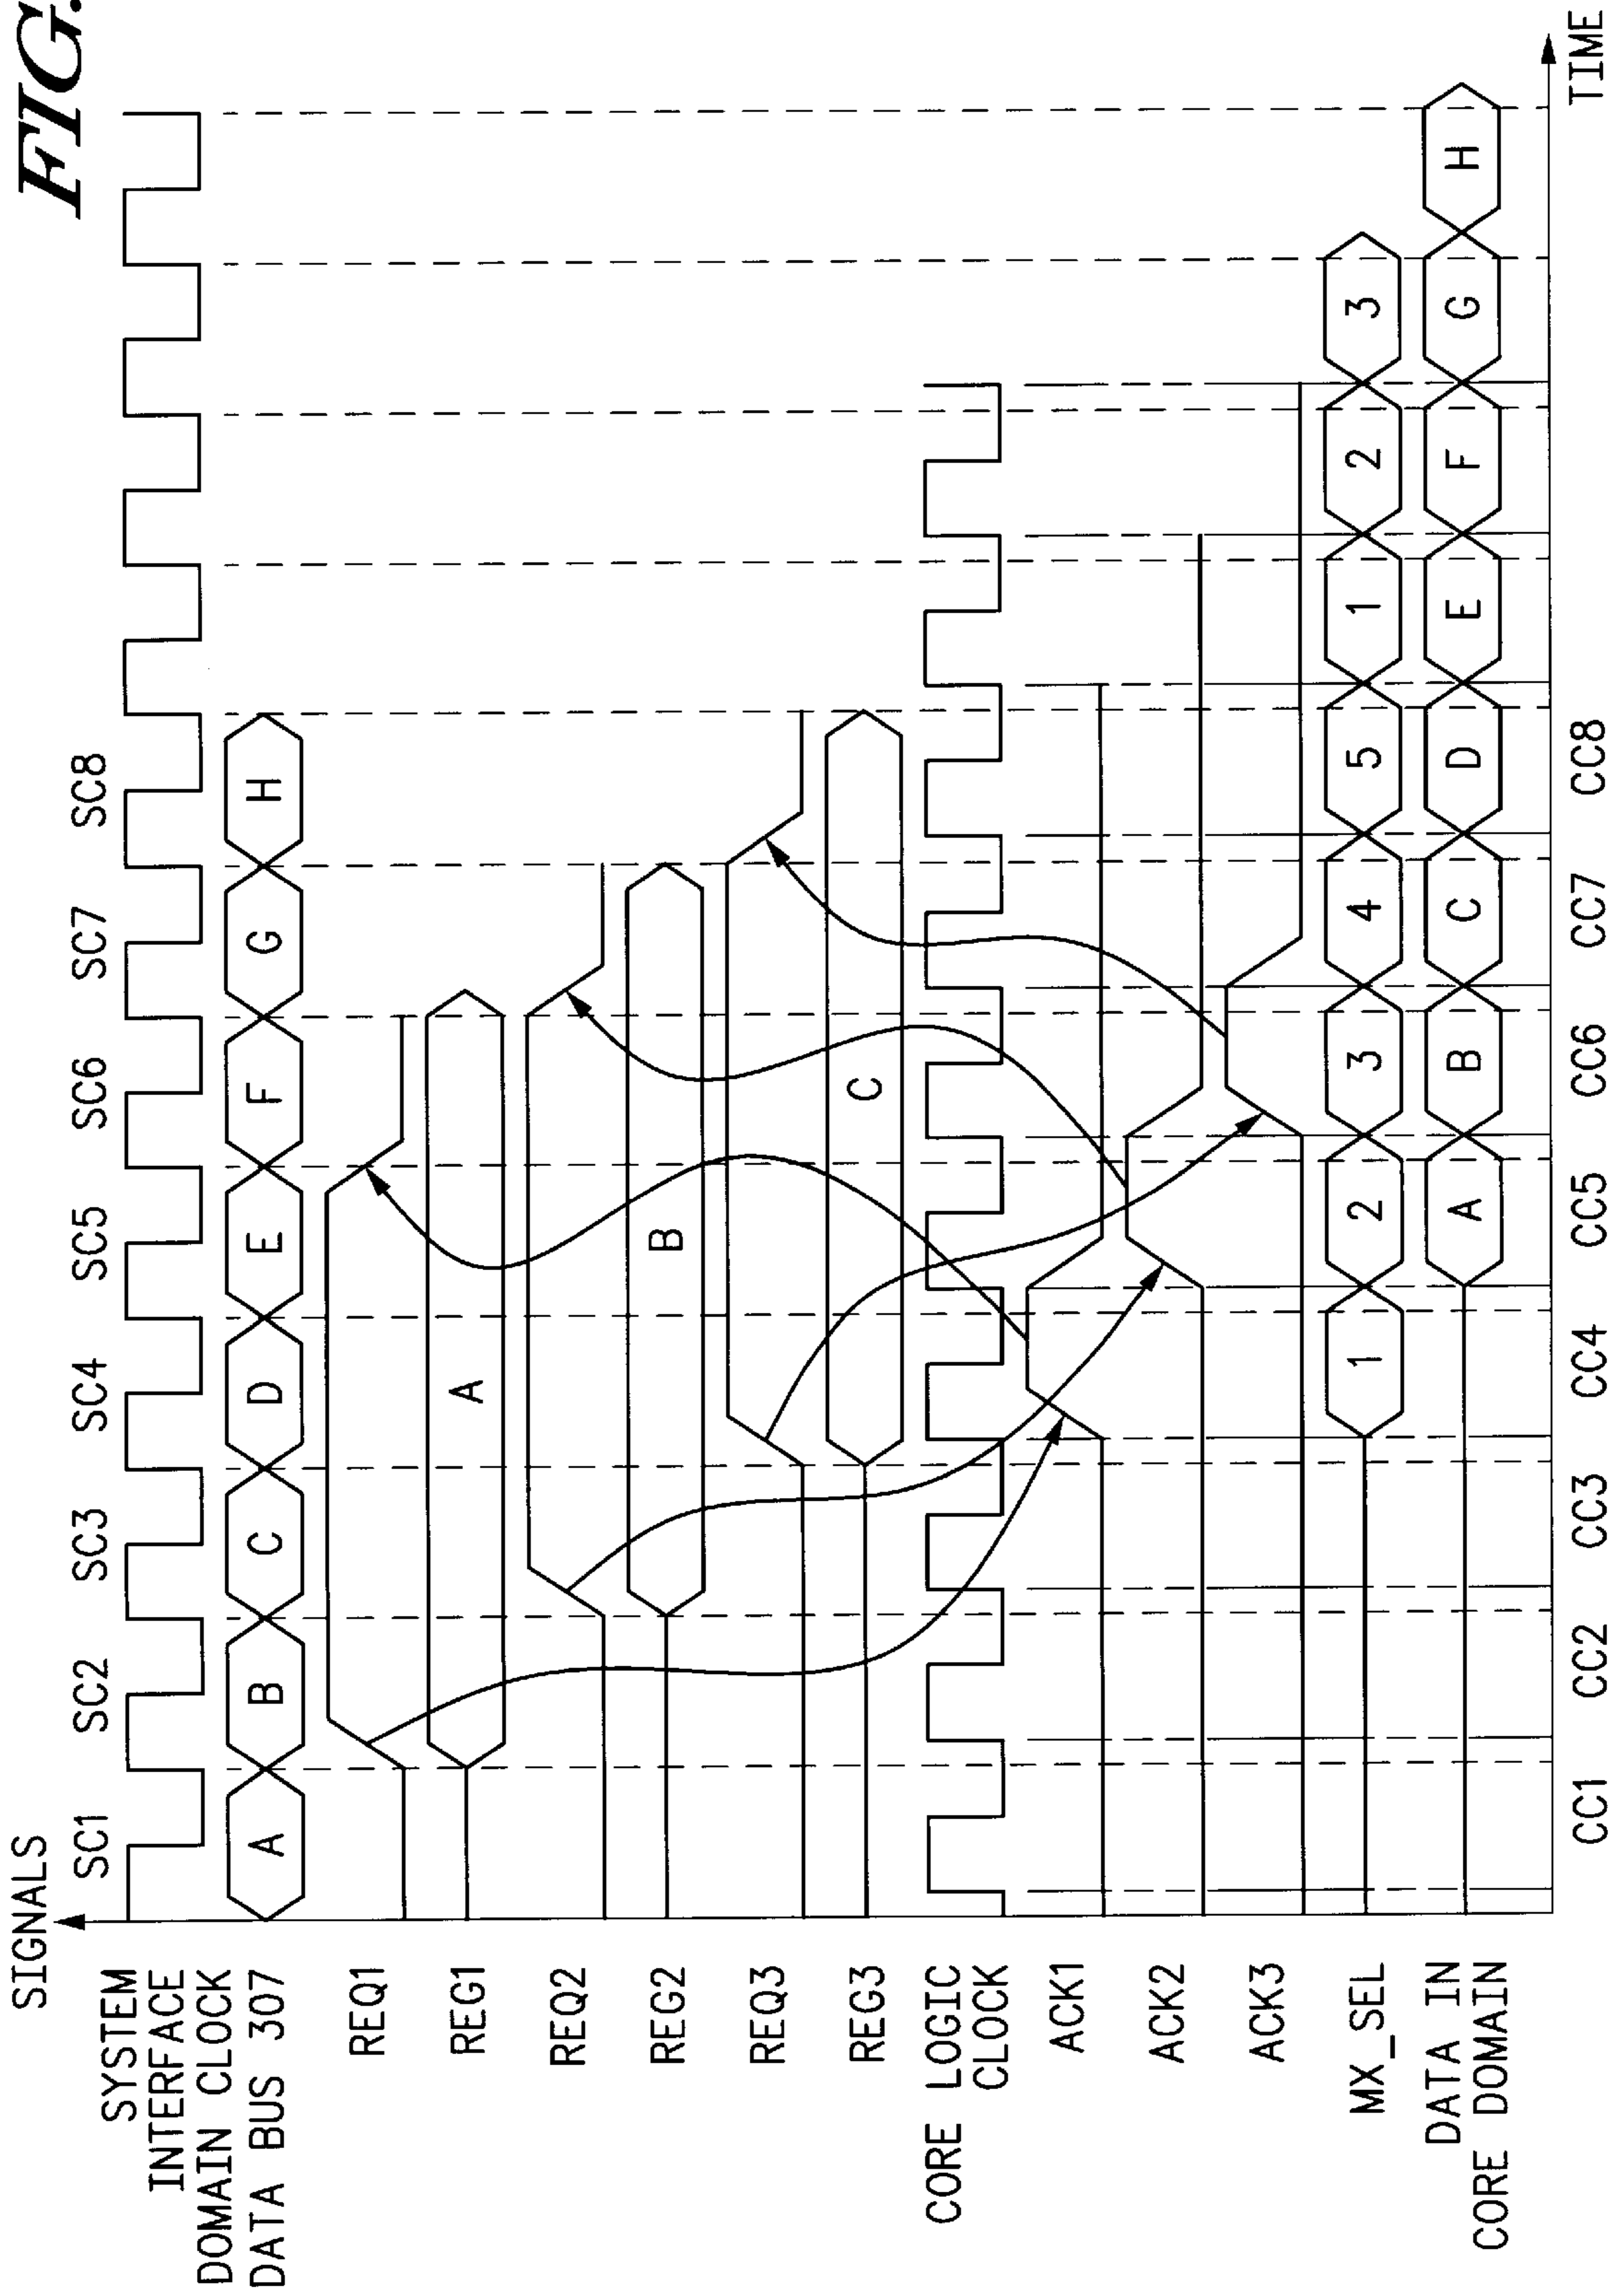 FIG.
SIGNALS
SC1 SC2 SC3 SC4 SC5 SC6 SC7 SC8
SYSTEM
INTERFACE
DOMAIN CLOCK
DATA BUS 307
A B C D E F G H
REQ1
REG1
A
REQ2
REG2
B
REQ3
REG3
C
CORE LOGIC
CLOCK
ACK1
ACK2
ACK3
MX_SEL
1 2 3 4 5 1 2 3
DATA IN
CORE DOMAIN
A B C D E F G H
CC1 CC2 CC3 CC4 CC5 CC6 CC7 CC8
TIME